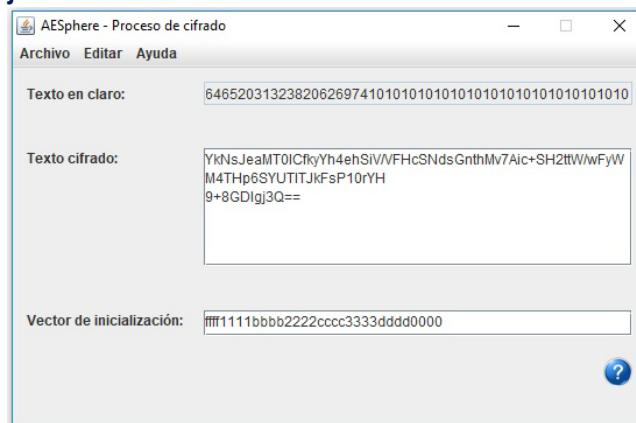 AESphere - Proceso de cifrado
Archivo Editar Ayuda
Texto en claro: 646520313238206269741010101010101010101010101010101010
Texto cifrado: YkNsJeaMT0ICfkyYh4ehSiV/VFHcSNdsGnthMv7Aic+SH2ttW/wFyW
M4THp6SYUTITJkFsP10rYH
9+8GDIgj3Q==
Vector de inicialización: ffff1111bbbb2222cccc3333dddd0000
?